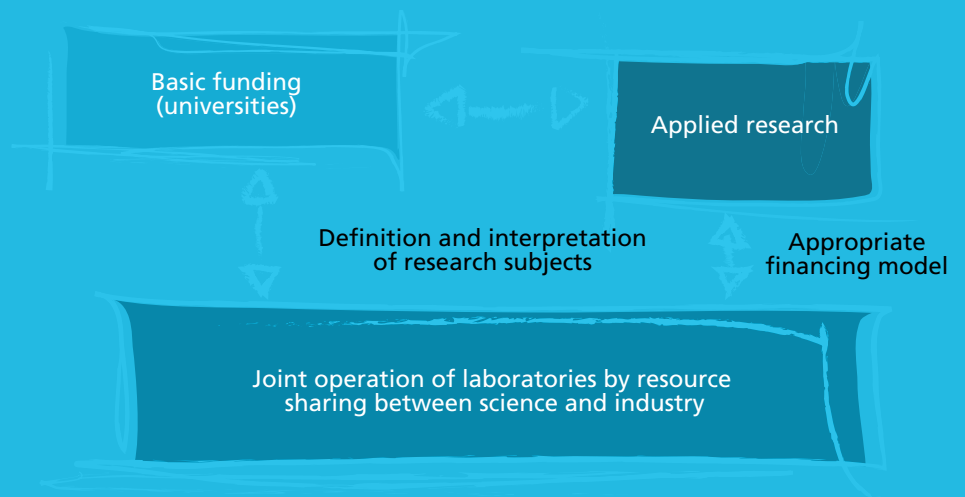 Basic funding
(universities)
Applied research
Definition and interpretation
of research subjects
Appropriate
financing model
Joint operation of laboratories by resource
sharing between science and industry